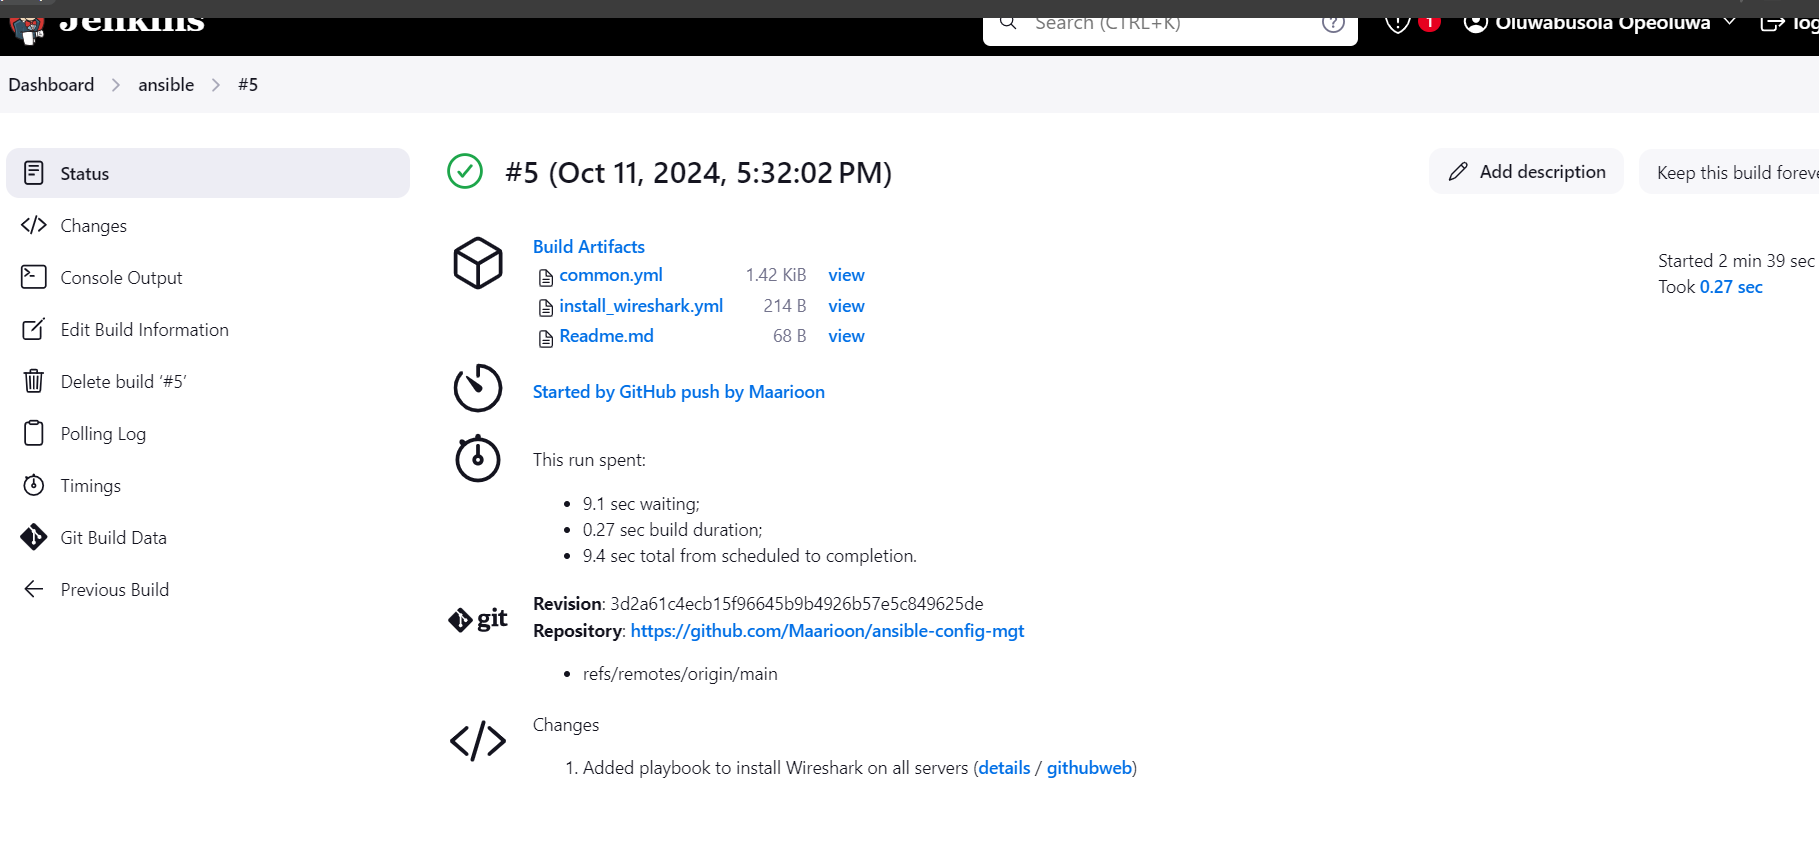 Jenkins
Search (CTRL+K)
1
Oluwabusola Opeoluwa
log
Dashboard
ansible
#5
Status
Changes
Console Output
Edit Build Information
Delete build ‘#5’
Polling Log
Timings
Git Build Data
Previous Build
#5 (Oct 11, 2024, 5:32:02 PM)
Add description
Keep this build foreve
Started 2 min 39 sec
Took 0.27 sec
Build Artifacts
common.yml 1.42 KiB view
install_wireshark.yml 214 B view
Readme.md 68 B view
Started by GitHub push by Maarioon
This run spent:
• 9.1 sec waiting;
• 0.27 sec build duration;
• 9.4 sec total from scheduled to completion.
git
Revision: 3d2a61c4ecb15f96645b9b4926b57e5c849625de
Repository: https://github.com/Maarioon/ansible-config-mgt
• refs/remotes/origin/main
Changes
1. Added playbook to install Wireshark on all servers (details / githubweb)